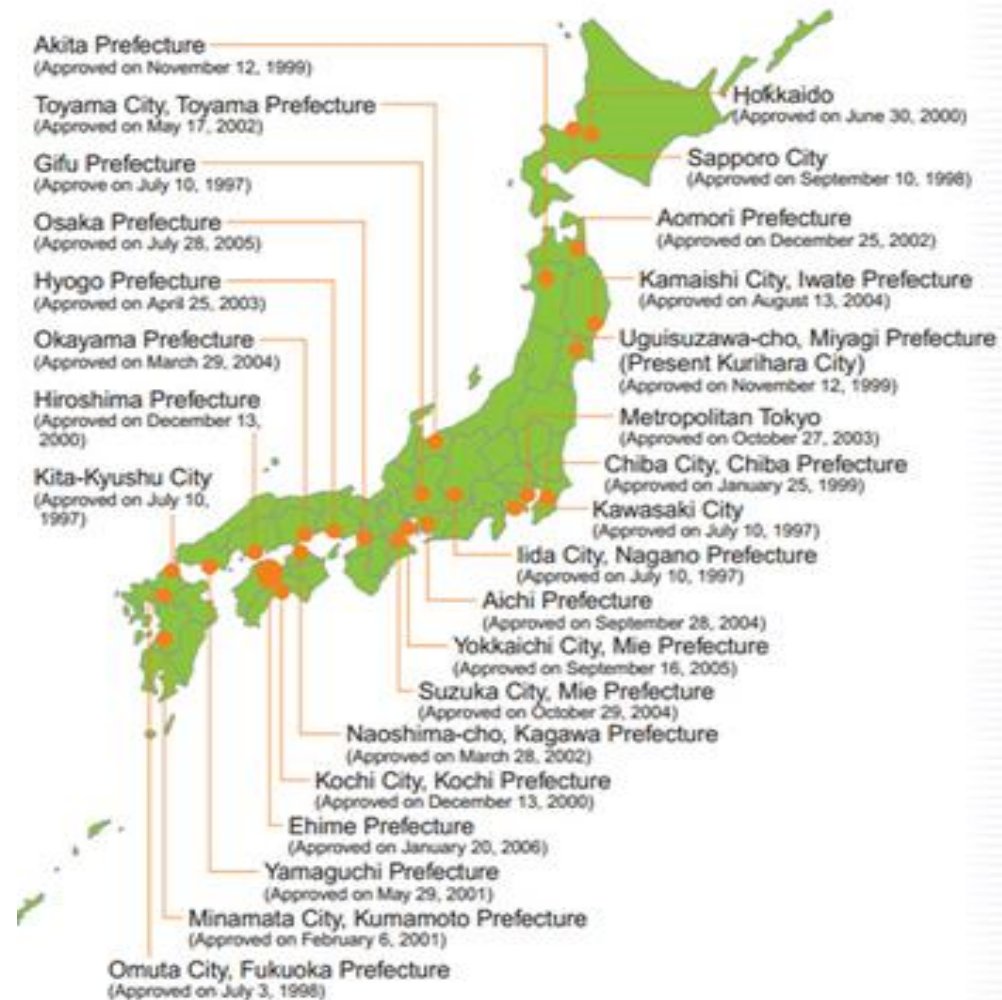 Akita Prefecture
(Approved on November 12, 1999)
Toyama City, Toyama Prefecture
(Approved on May 17, 2002)
Gifu Prefecture
(Approve on July 10, 1997)
Osaka Prefecture
(Approved on July 28, 2005)
Hyogo Prefecture
(Approved on April 25, 2003)
Okayama Prefecture
(Approved on March 29, 2004)
Hiroshima Prefecture
(Approved on December 13,
2000)
Kita-Kyushu City
(Approved on July 10,
1997)
Hokkaido
(Approved on June 30, 2000)
Sapporo City
(Approved on September 10, 1998)
Aomori Prefecture
(Approved on December 25, 2002)
Kamaishi City, Iwate Prefecture
(Approved on August 13, 2004)
Uguisuzawa-cho, Miyagi Prefecture
(Present Kurihara City)
(Approved on November 12, 1999)
Metropolitan Tokyo
(Approved on October 27, 2003)
Chiba City, Chiba Prefecture
(Approved on January 25, 1999)
Kawasaki City
(Approved on July 10, 1997)
Iida City, Nagano Prefecture
(Approved on July 10, 1997)
Aichi Prefecture
(Approved on September 28, 2004)
Yokkaichi City, Mie Prefecture
(Approved on September 16, 2005)
Suzuka City, Mie Prefecture
(Approved on October 29, 2004)
Naoshima-cho, Kagawa Prefecture
(Approved on March 28, 2002)
Kochi City, Kochi Prefecture
(Approved on December 13, 2000)
Ehime Prefecture
(Approved on January 20, 2006)
Yamaguchi Prefecture
(Approved on May 29, 2001)
Minamata City, Kumamoto Prefecture
(Approved on February 6, 2001)
Omuta City, Fukuoka Prefecture
(Approved on July 3, 1998)